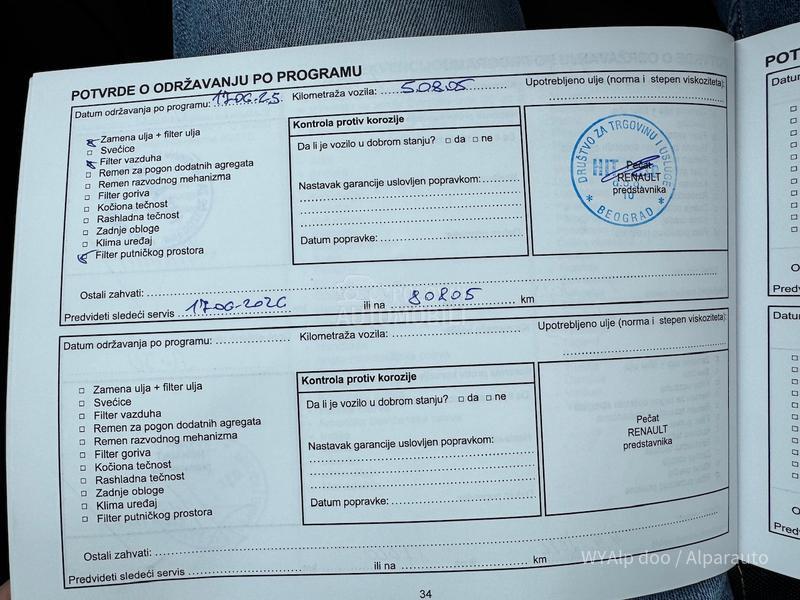 POTVRDE O ODRŽAVANJU PO PROGRAMU
Datum održavanja po programu: 17.06.25. Kilometraža vozila: 50805 Upotrebljeno ulje (norma i stepen viskoziteta):
Zamena ulja + filter ulja
Svećice
Filter vazduha
Remen za pogon dodatnih agregata
Remen razvodnog mehanizma
Filter goriva
Kočiona tečnost
Rashladna tečnost
Zadnje obloge
Klima uređaj
Filter putničkog prostora
Kontrola protiv korozije
Da li je vozilo u dobrom stanju? □ da □ ne
Nastavak garancije uslovljen popravkom:
Datum popravke:
DRUŠTVO ZA TRGOVINU I USLUGE
HIT
Pečat
RENAULT
predstavnika
10
* BEOGRAD *
Ostali zahvati:
Predvideti sledeći servis 17.06.2026 ili na 80805 km
Datum održavanja po programu: Kilometraža vozila: Upotrebljeno ulje (norma i stepen viskoziteta):
□ Zamena ulja + filter ulja
□ Svećice
□ Filter vazduha
□ Remen za pogon dodatnih agregata
□ Remen razvodnog mehanizma
□ Filter goriva
□ Kočiona tečnost
□ Rashladna tečnost
□ Zadnje obloge
□ Klima uređaj
□ Filter putničkog prostora
Kontrola protiv korozije
Da li je vozilo u dobrom stanju? □ da □ ne
Nastavak garancije uslovljen popravkom:
Datum popravke:
Pečat
RENAULT
predstavnika
Ostali zahvati:
Predvideti sledeći servis ili na km
34
WYAlp doo / Alparauto